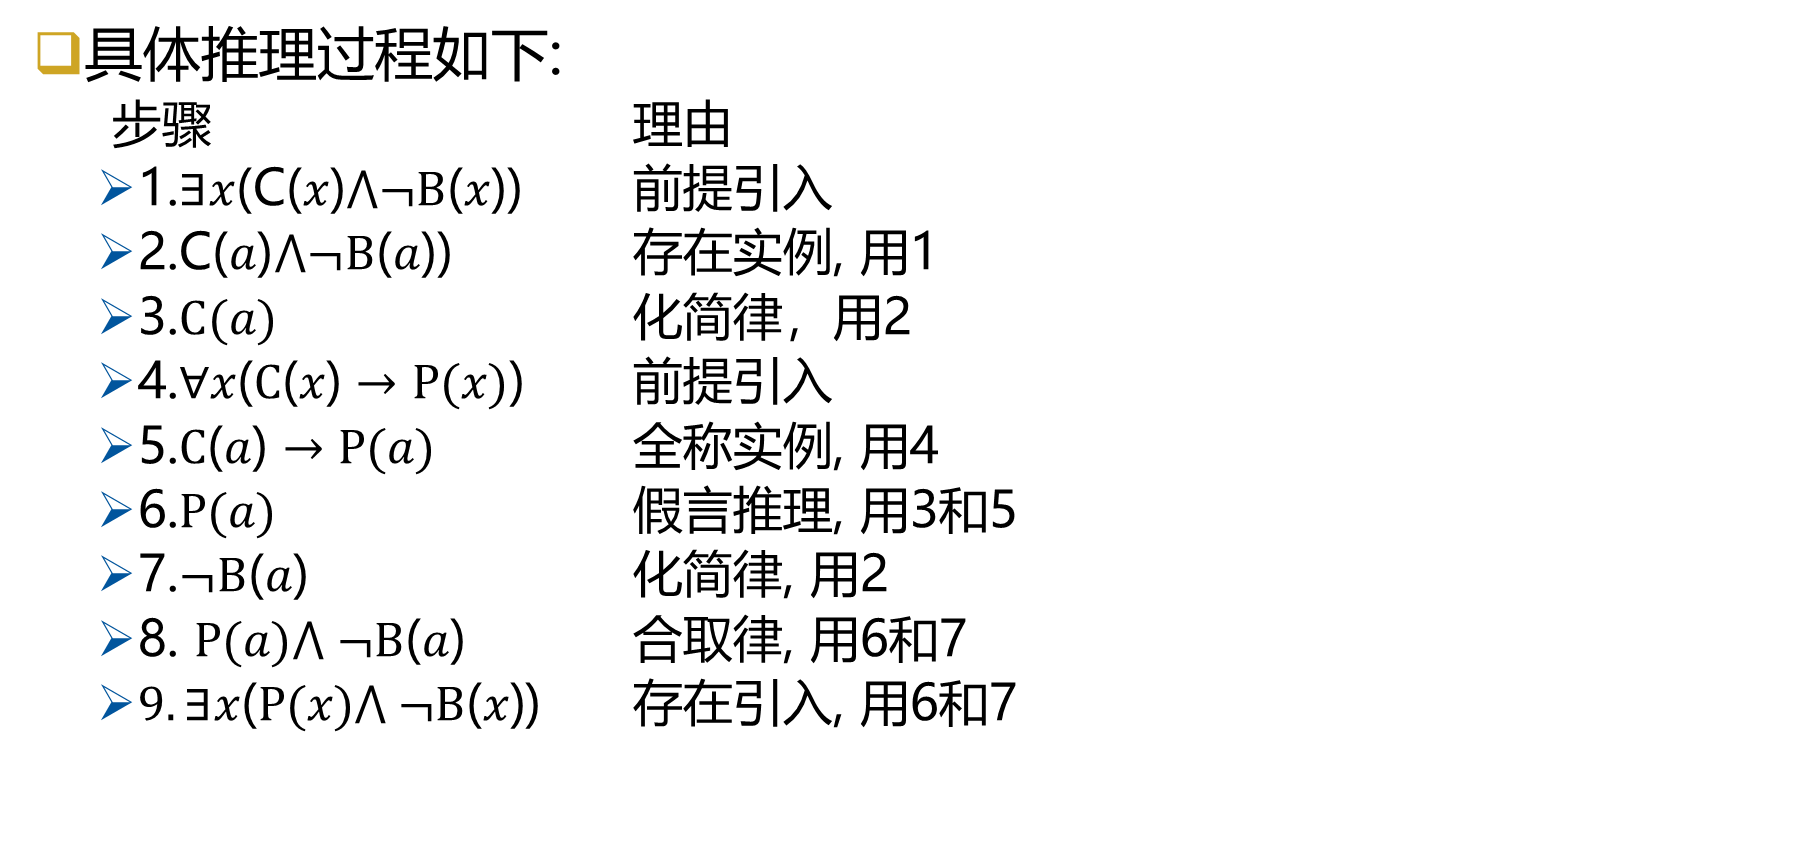 具体推理过程如下:
步骤 理由
1.∃x(C(x)∧¬B(x)) 前提引入
2.C(a)∧¬B(a)) 存在实例, 用1
3.C(a) 化简律，用2
4.∀x(C(x) → P(x)) 前提引入
5.C(a) → P(a) 全称实例, 用4
6.P(a) 假言推理, 用3和5
7.¬B(a) 化简律, 用2
8. P(a)∧ ¬B(a) 合取律, 用6和7
9. ∃x(P(x)∧ ¬B(x)) 存在引入, 用6和7